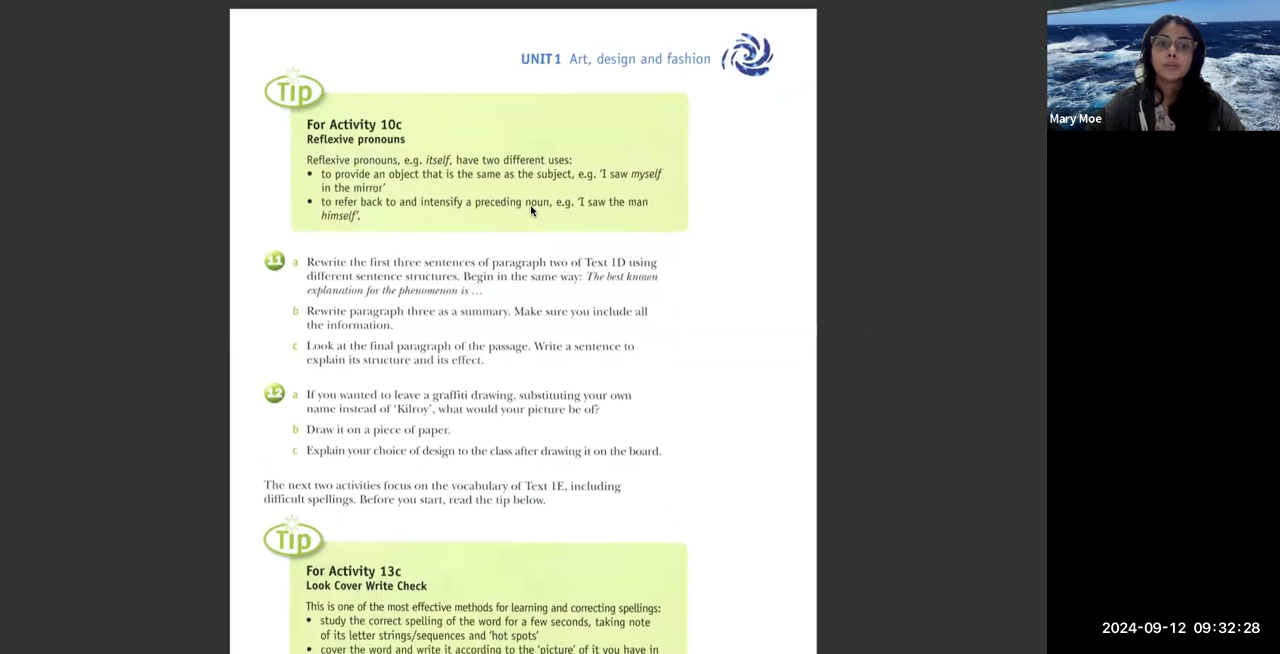 UNIT 1 Art, design and fashion
Tip
For Activity 10c
Reflexive pronouns
Reflexive pronouns, e.g. itself, have two different uses:
• to provide an object that is the same as the subject, e.g. ‘I saw myself
in the mirror’
• to refer back to and intensify a preceding noun, e.g. ‘I saw the man
himself’.
11 a Rewrite the first three sentences of paragraph two of Text 1D using
different sentence structures. Begin in the same way: The best known
explanation for the phenomenon is ...
b Rewrite paragraph three as a summary. Make sure you include all
the information.
c Look at the final paragraph of the passage. Write a sentence to
explain its structure and its effect.
12 a If you wanted to leave a graffiti drawing, substituting your own
name instead of ‘Kilroy’, what would your picture be of?
b Draw it on a piece of paper.
c Explain your choice of design to the class after drawing it on the board.
The next two activities focus on the vocabulary of Text 1E, including
difficult spellings. Before you start, read the tip below.
Tip
For Activity 13c
Look Cover Write Check
This is one of the most effective methods for learning and correcting spellings:
• study the correct spelling of the word for a few seconds, taking note
of its letter strings/sequences and ‘hot spots’
• cover the word and write it according to the ‘picture’ of it you have in
Mary Moe
2024-09-12 09:32:28